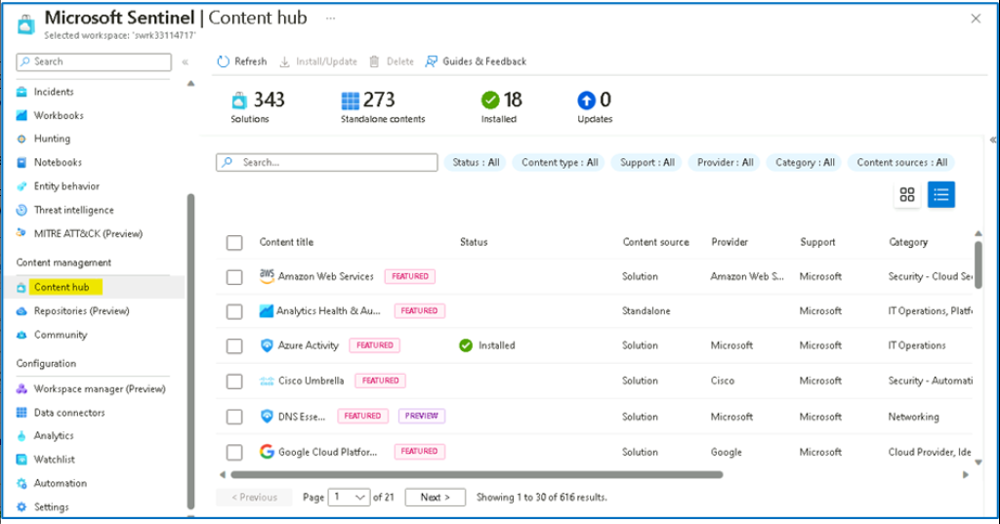 Microsoft Sentinel | Content hub ...
Selected workspace: 'swrk33114717'
Search
Incidents
Workbooks
Hunting
Notebooks
Entity behavior
Threat intelligence
MITRE ATT&CK (Preview)
Content management
Content hub
Repositories (Preview)
Community
Configuration
Workspace manager (Preview)
Data connectors
Analytics
Watchlist
Automation
Settings
Refresh Install/Update Delete Guides & Feedback
343 273 18 0
Solutions Standalone contents Installed Updates
Search... Status : All Content type : All Support : All Provider : All Category : All Content sources : All
Content title Status Content source Provider Support Category
aws Amazon Web Services FEATURED Solution Amazon Web S... Microsoft Security - Cloud Se
Analytics Health & Au... FEATURED Standalone Microsoft IT Operations, Platf
Azure Activity FEATURED Installed Solution Microsoft Microsoft IT Operations
Cisco Umbrella FEATURED Solution Cisco Microsoft Security - Automati
DNS Esse... FEATURED PREVIEW Solution Microsoft Microsoft Networking
Google Cloud Platfor... FEATURED Solution Google Microsoft Cloud Provider, Ide
< Previous Page 1 of 21 Next > Showing 1 to 30 of 616 results.